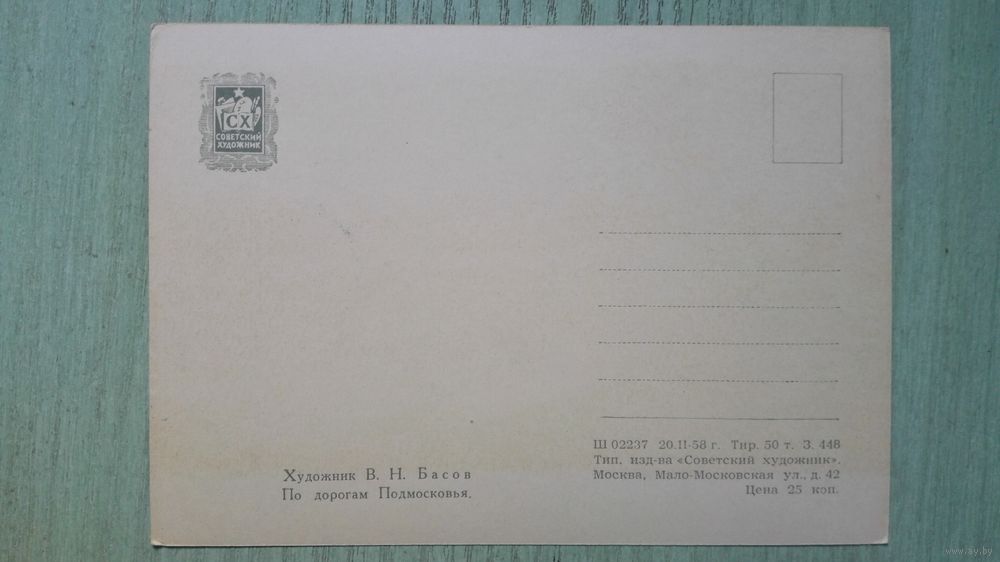 СХ
СОВЕТСКИЙ
ХУДОЖНИК
Художник В. Н. Басов
По дорогам Подмосковья.
Ш 02237 20.II-58 г. Тир. 50 т. З. 448
Тип. изд-ва «Советский художник».
Москва, Мало-Московская ул., д. 42
Цена 25 коп.
www.ay.by